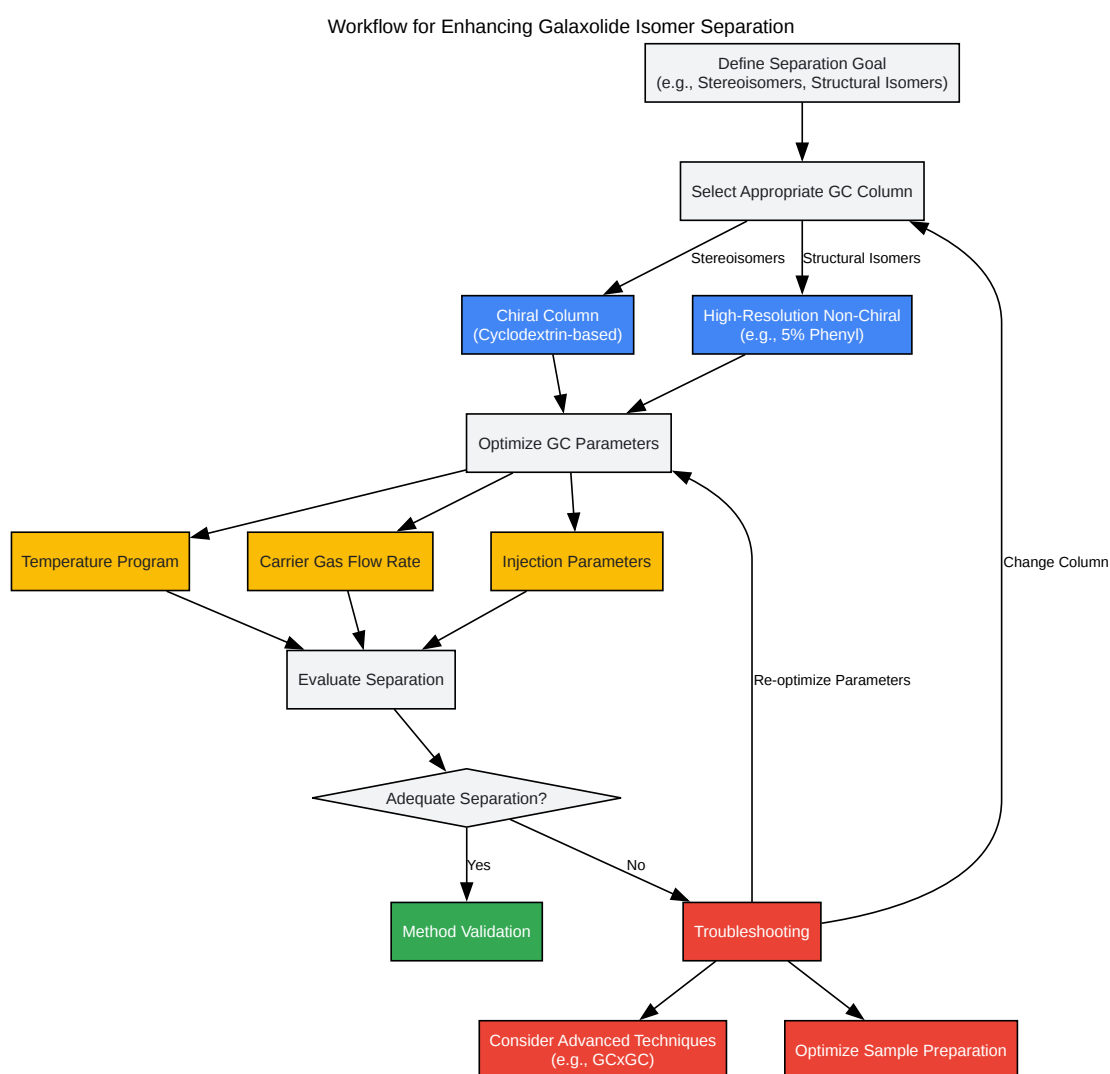 Workflow for Enhancing Galaxolide Isomer Separation
Define Separation Goal
(e.g., Stereoisomers, Structural Isomers)
Select Appropriate GC Column
Stereoisomers
Structural Isomers
Chiral Column
(Cyclodextrin-based)
High-Resolution Non-Chiral
(e.g., 5% Phenyl)
Optimize GC Parameters
Temperature Program
Carrier Gas Flow Rate
Injection Parameters
Change Column
Evaluate Separation
Re-optimize Parameters
Adequate Separation?
Yes
No
Method Validation
Troubleshooting
Consider Advanced Techniques
(e.g., GCxGC)
Optimize Sample Preparation